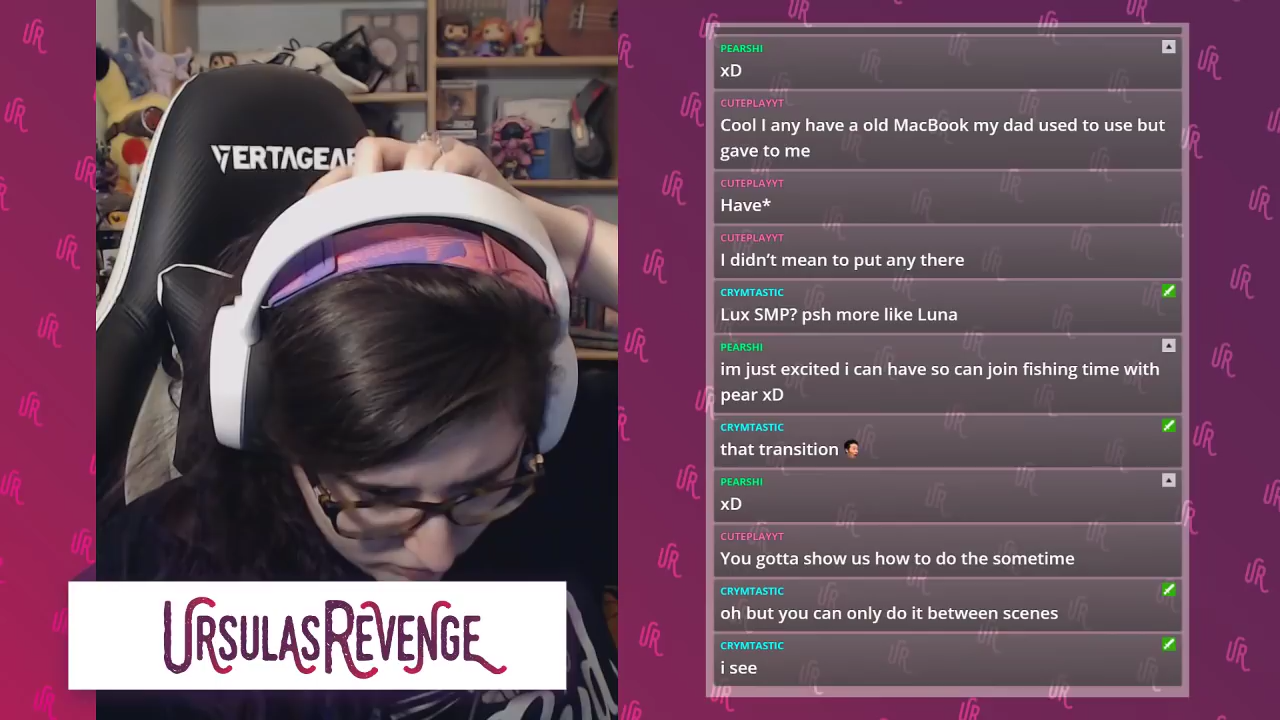 VERTAGEAR
URSULASREVENGE
PEARSHI
xD
CUTEPLAYYT
Cool I any have a old MacBook my dad used to use but
gave to me
CUTEPLAYYT
Have*
CUTEPLAYYT
I didn't mean to put any there
CRYMTASTIC
Lux SMP? psh more like Luna
PEARSHI
im just excited i can have so can join fishing time with
pear xD
CRYMTASTIC
that transition
PEARSHI
xD
CUTEPLAYYT
You gotta show us how to do the sometime
CRYMTASTIC
oh but you can only do it between scenes
CRYMTASTIC
i see